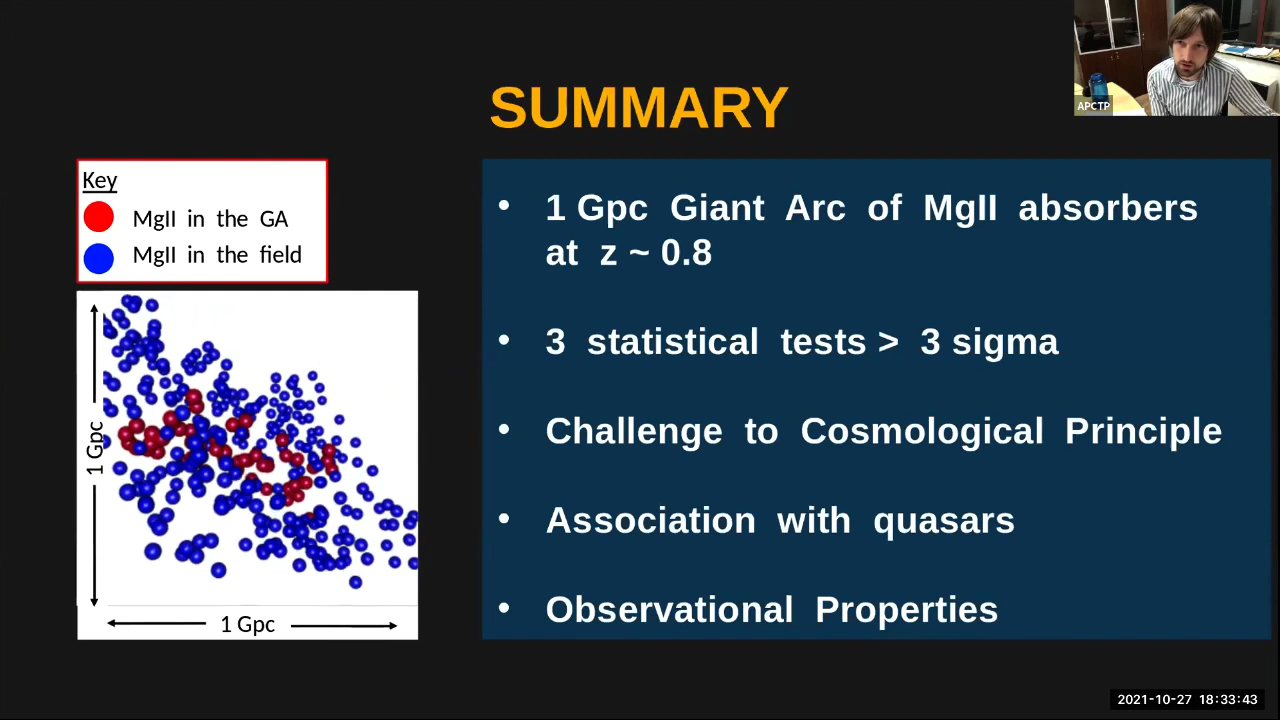 APCTP
SUMMARY
Key
MgII in the GA
MgII in the field
1 Gpc
1 Gpc
• 1 Gpc Giant Arc of MgII absorbers
at z ~ 0.8
• 3 statistical tests > 3 sigma
• Challenge to Cosmological Principle
• Association with quasars
• Observational Properties
2021-10-27 18:33:43